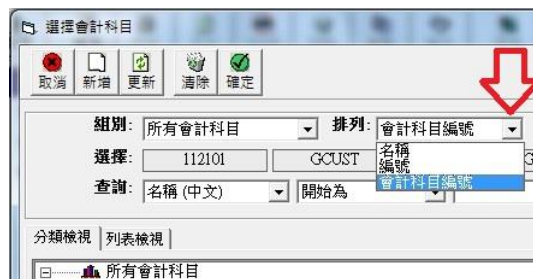 選擇會計科目
取消 新增 更新 清除 確定
組別: 所有會計科目 排列: 會計科目編號
名稱
編號
會計科目編號
選擇: 112101 GCUST G
查詢: 名稱 (中文) 開始為
分類檢視 列表檢視
所有會計科目